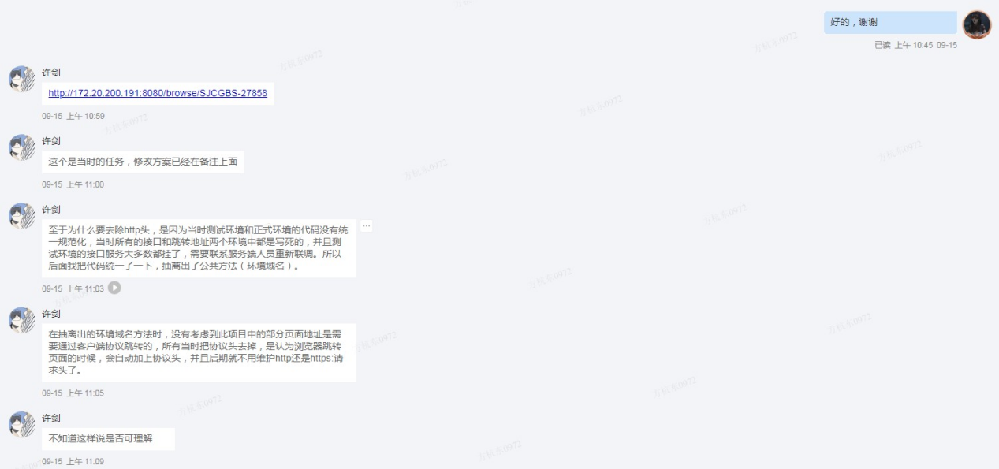 好的，谢谢
已读 上午 10:45 09-15
许剑
http://172.20.200.191:8080/browse/SJCGBS-27858
09-15 上午 10:59
许剑
这个是当时的任务，修改方案已经在备注上面
09-15 上午 11:00
许剑
至于为什么要去除http头，是因为当时测试环境和正式环境的代码没有统
一规范化，当时所有的接口和跳转地址两个环境中都是写死的，并且测
试环境的接口服务大多数都挂了，需要联系服务端人员重新联调。所以
后面我把代码统一了一下，抽离出了公共方法（环境域名）。
09-15 上午 11:03
许剑
在抽离出的环境域名方法时，没有考虑到此项目中的部分页面地址是需
要通过客户端协议跳转的，所有当时把协议头去掉，是认为浏览器跳转
页面的时候，会自动加上协议头，并且后期就不用维护http还是https:请
求头了。
09-15 上午 11:05
许剑
不知道这样说是否可理解
09-15 上午 11:09